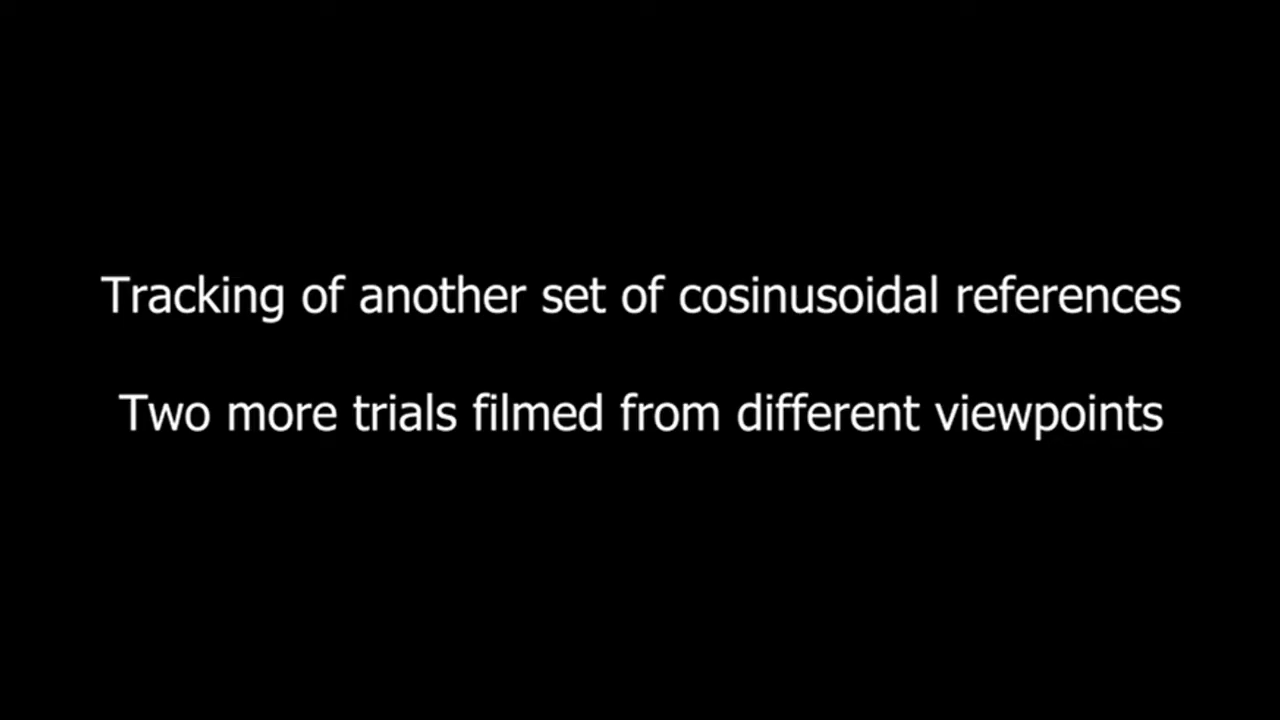 Tracking of another set of cosinusoidal references
Two more trials filmed from different viewpoints